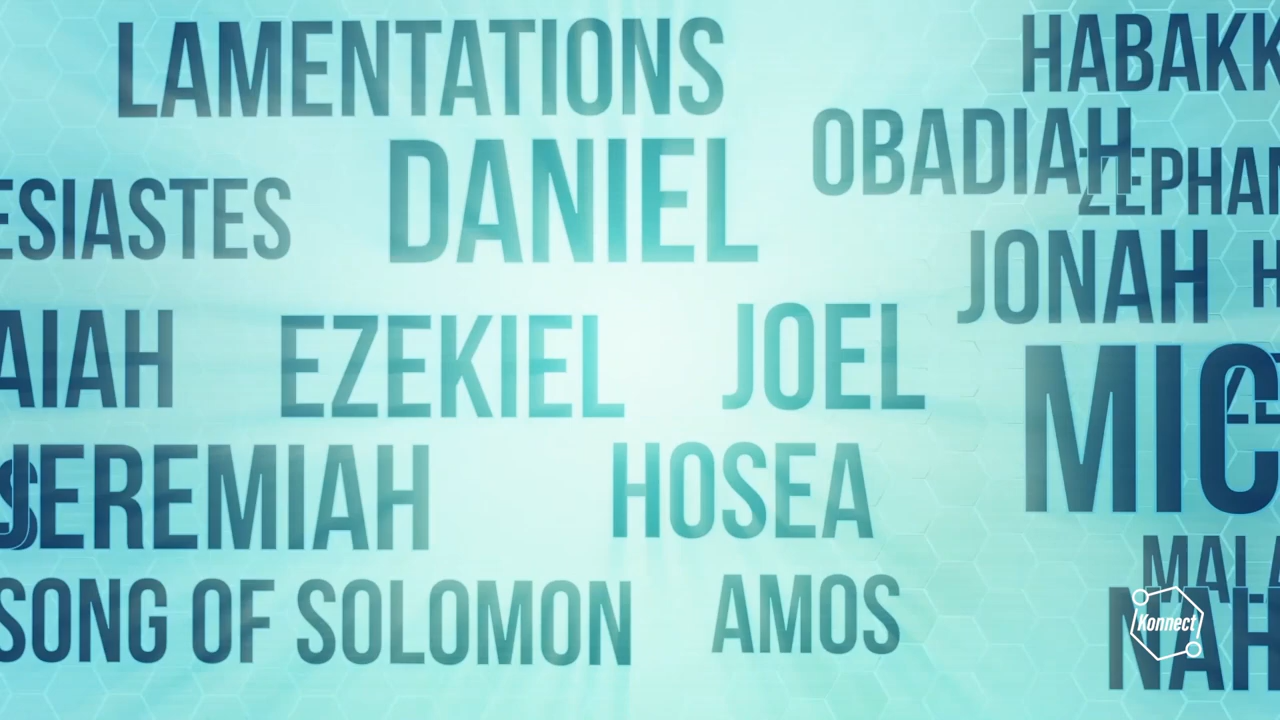 LAMENTATIONS
HABAKK
DANIEL
OBADIAH
ZEPHAN
ESIASTES
JONAH
H
AIAH
EZEKIEL
JOEL
MIC
JEREMIAH
HOSEA
SONG OF SOLOMON
AMOS
MALA
NAH
Konnect